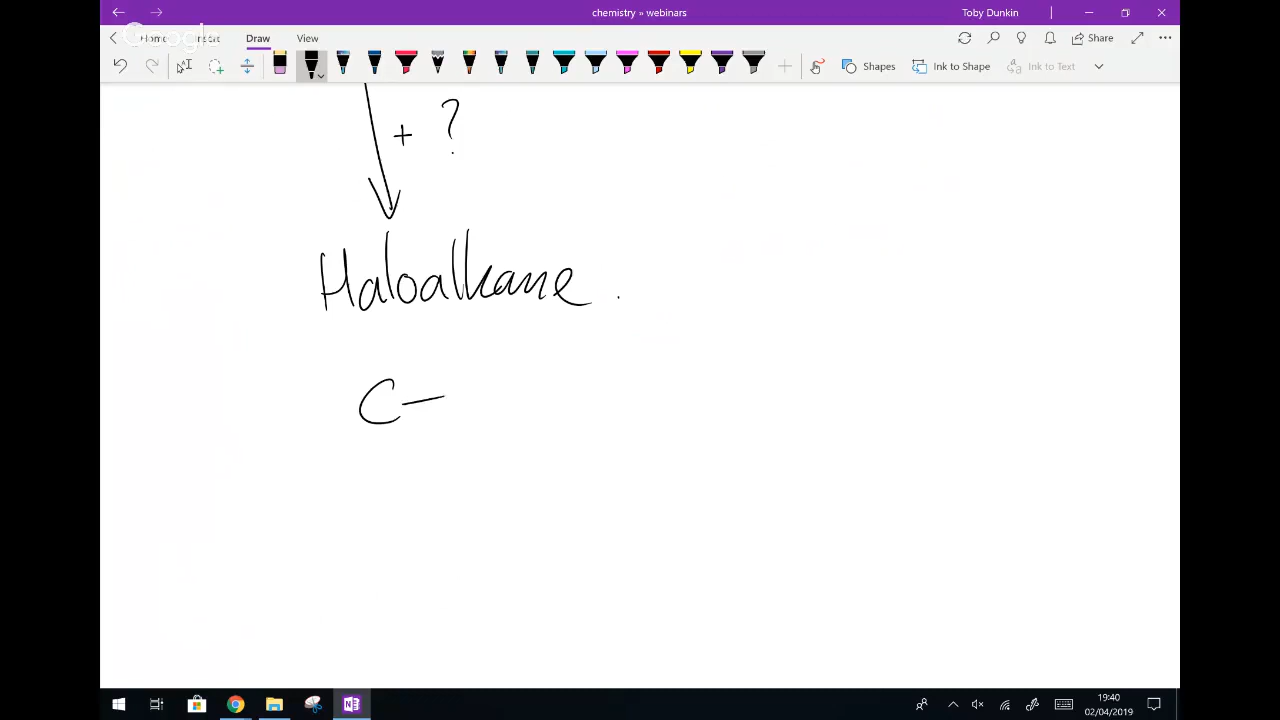 chemistry » webinars
Toby Dunkin
Google
Home
Insert
Draw
View
Share
Shapes
Ink to Shape
Ink to Text
+ ?
Haloalkane.
C–
19:40
02/04/2019